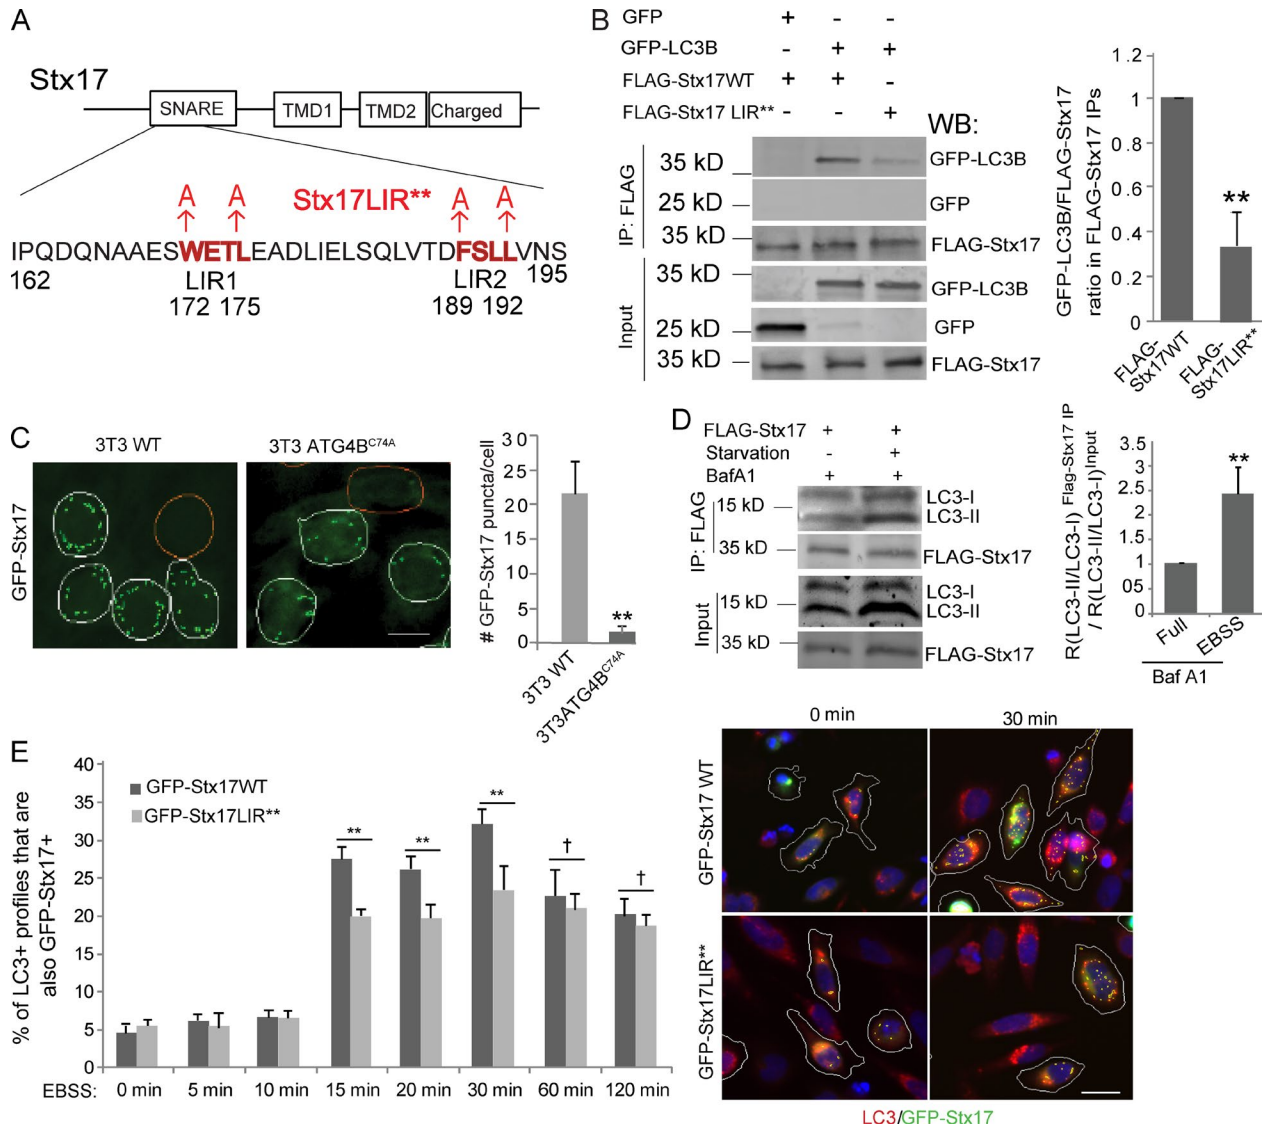 A
Stx17
SNARE
TMD1
TMD2
Charged
A A Stx17LIR** A A
IPQDQNAAESWETLEADLIELSQLVTDFSLLVNS
162 LIR1 LIR2 195
172 175 189 192
B
GFP + - -
GFP-LC3B - + +
FLAG-Stx17WT + + -
FLAG-Stx17 LIR** - - +
WB:
IP: FLAG
35 kD GFP-LC3B
25 kD GFP
35 kD FLAG-Stx17
Input
35 kD GFP-LC3B
25 kD GFP
35 kD FLAG-Stx17
GFP-LC3B/FLAG-Stx17
ratio in FLAG-Stx17 IPs
1.2
1
0.8
0.6
0.4
0.2
0
**
FLAG-
Stx17WT
FLAG-
Stx17LIR**
C
3T3 WT
3T3 ATG4BC74A
GFP-Stx17
# GFP-Stx17 puncta/cell
30
25
20
15
10
5
0
**
3T3 WT
3T3ATG4BC74A
D
FLAG-Stx17 + +
Starvation - +
BafA1 + +
IP: FLAG
15 kD
LC3-I
LC3-II
35 kD FLAG-Stx17
Input
15 kD
LC3-I
LC3-II
35 kD FLAG-Stx17
R(LC3-II/LC3-I)Flag-Stx17 IP
/ R(LC3-II/LC3-I)Input
3.5
3
2.5
2
1.5
1
05
0
**
Full
EBSS
Baf A1
E
% of LC3+ profiles that are
also GFP-Stx17+
40
35
30
25
20
15
10
5
0
GFP-Stx17WT
GFP-Stx17LIR**
** ** ** † †
EBSS: 0 min 5 min 10 min 15 min 20 min 30 min 60 min 120 min
0 min 30 min
GFP-Stx17 WT
GFP-Stx17LIR**
LC3/GFP-Stx17